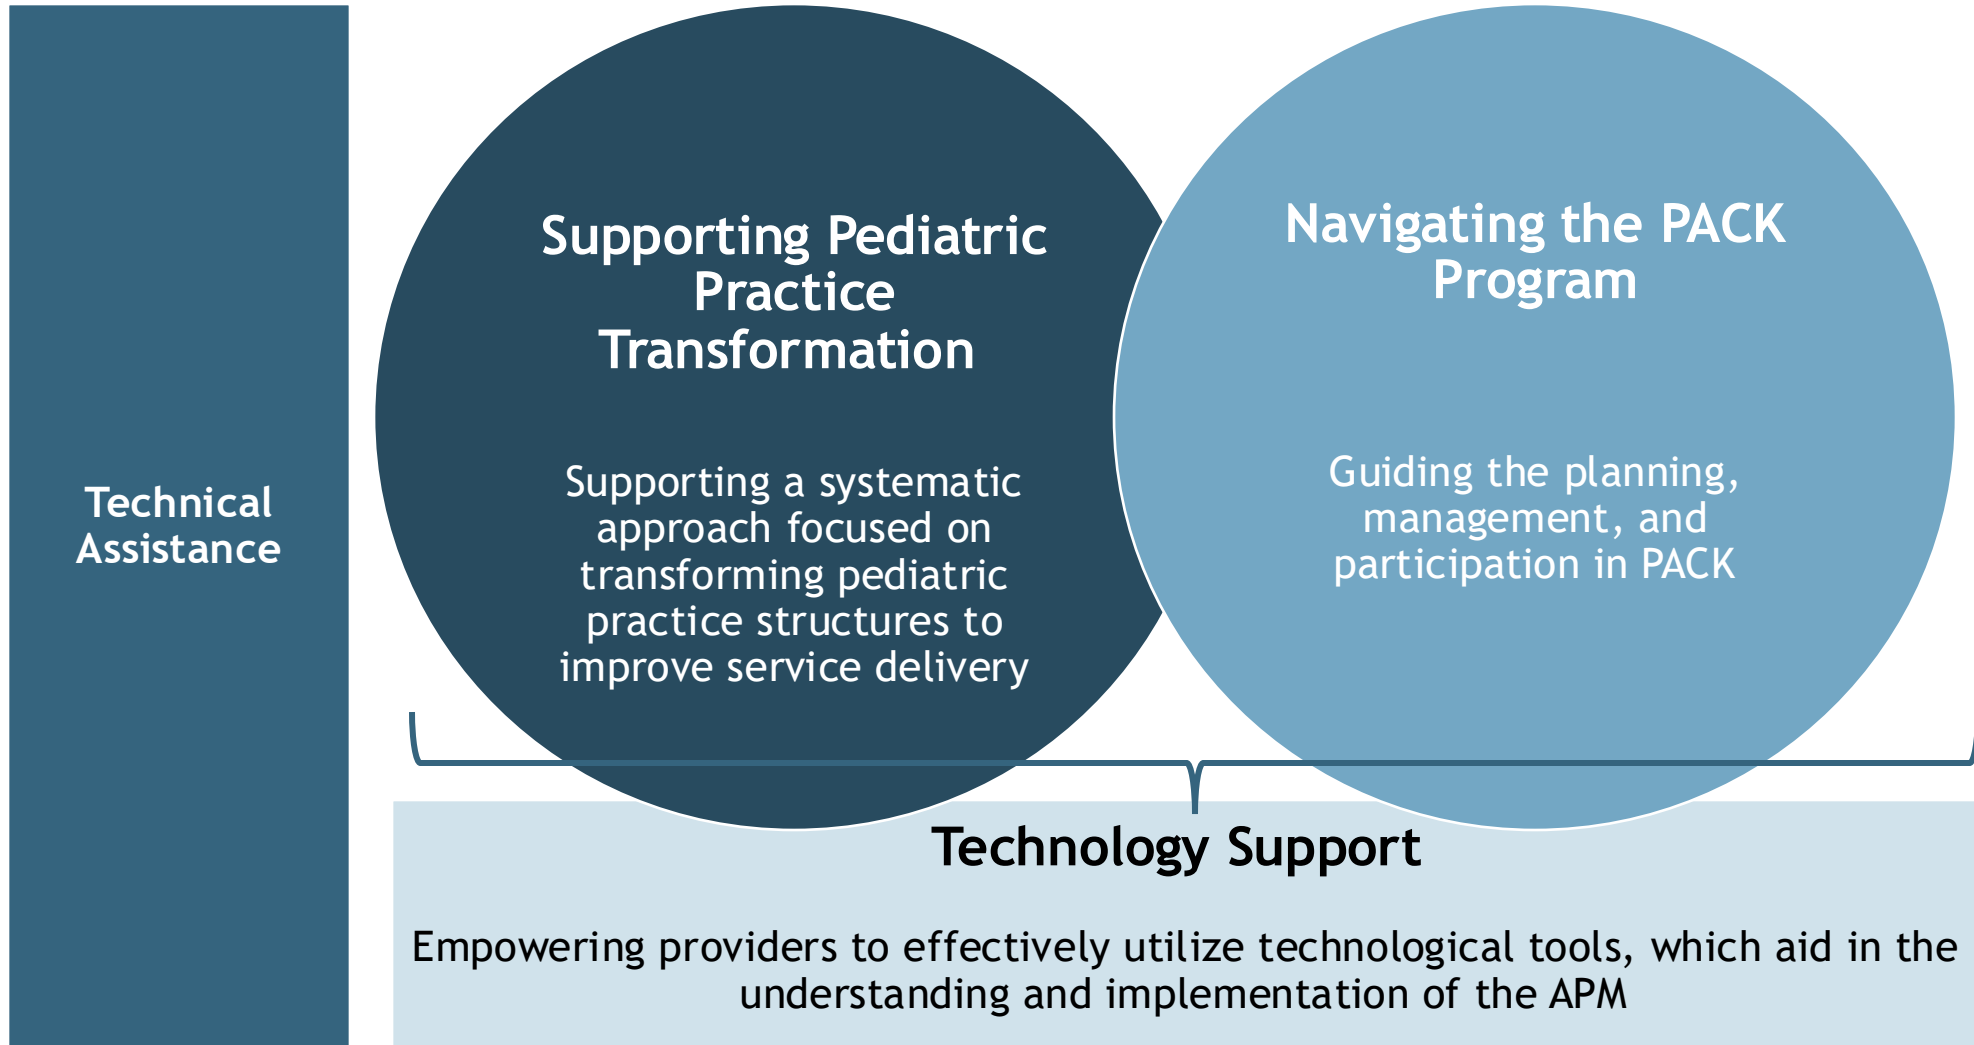 Technical
Assistance
Supporting Pediatric
Practice
Transformation
Supporting a systematic
approach focused on
transforming pediatric
practice structures to
improve service delivery
Navigating the PACK
Program
Guiding the planning,
management, and
participation in PACK
Technology Support
Empowering providers to effectively utilize technological tools, which aid in the
understanding and implementation of the APM